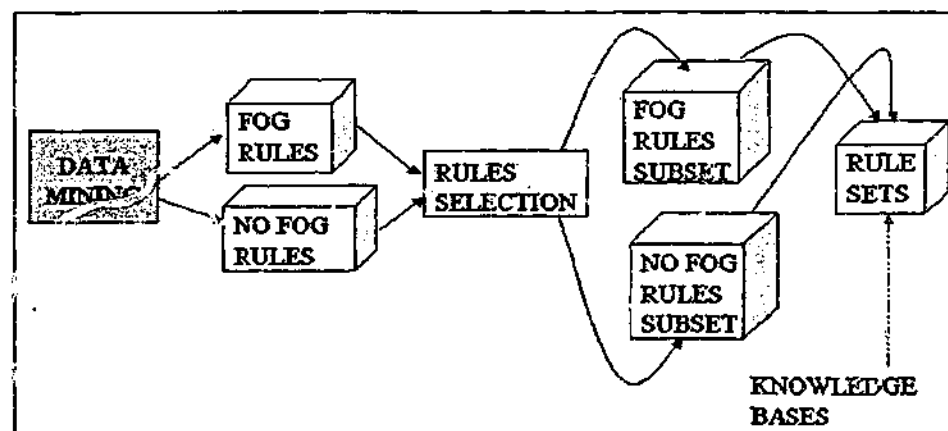 DATA
MINING
FOG
RULES
NO FOG
RULES
RULES
SELECTION
FOG
RULES
SUBSET
NO FOG
RULES
SUBSET
RULE
SETS
KNOWLEDGE
BASES